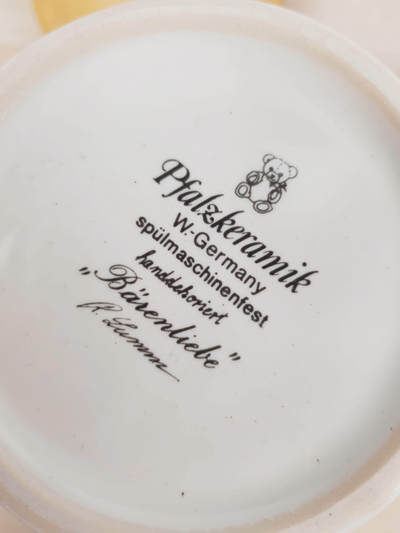 Pfalzkeramik
W.-Germany
spülmaschinenfest
handdekoriert
„Bärenliebe”